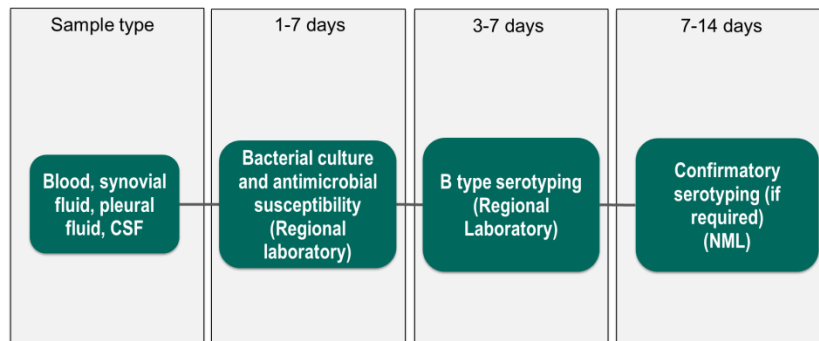 Sample type
1-7 days
3-7 days
7-14 days
Blood, synovial
fluid, pleural
fluid, CSF
Bacterial culture
and antimicrobial
susceptibility
(Regional
laboratory)
B type serotyping
(Regional
Laboratory)
Confirmatory
serotyping (if
required)
(NML)